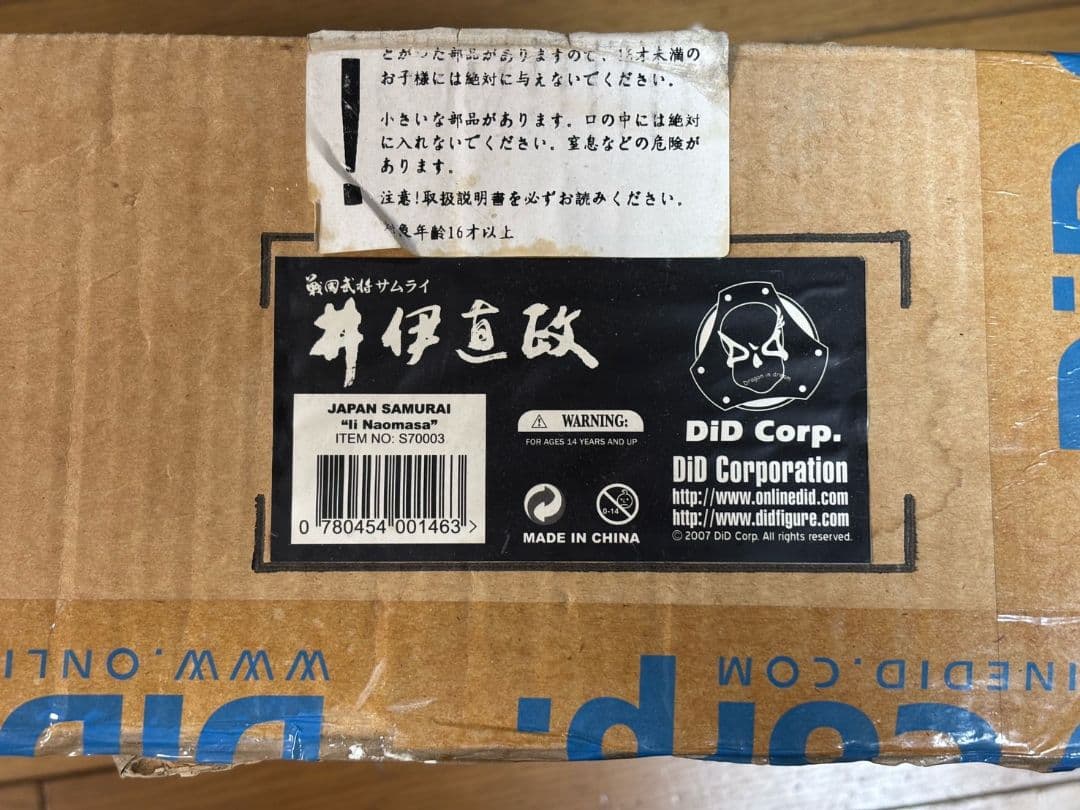 とがった部品がありますので、16才未満の
お子様には絶対に与えないでください。
小さいな部品があります。口の中には絶対
に入れないでください。窒息などの危険が
あります。
注意!取扱説明書を必ずお読みください。
対象年齢16才以上
戦国武将サムライ
井伊直政
JAPAN SAMURAI
“Ii Naomasa”
ITEM NO: S70003
0 780454 001463 >
WARNING:
FOR AGES 14 YEARS AND UP
0-14
MADE IN CHINA
DiD
Dragon in dream
DiD Corp.
DiD Corporation
http://www.onlinedid.com
http://www.didfigure.com
© 2007 DiD Corp. All rights reserved.
WWW.ONLI
INEDID.COM
DiD
corp.